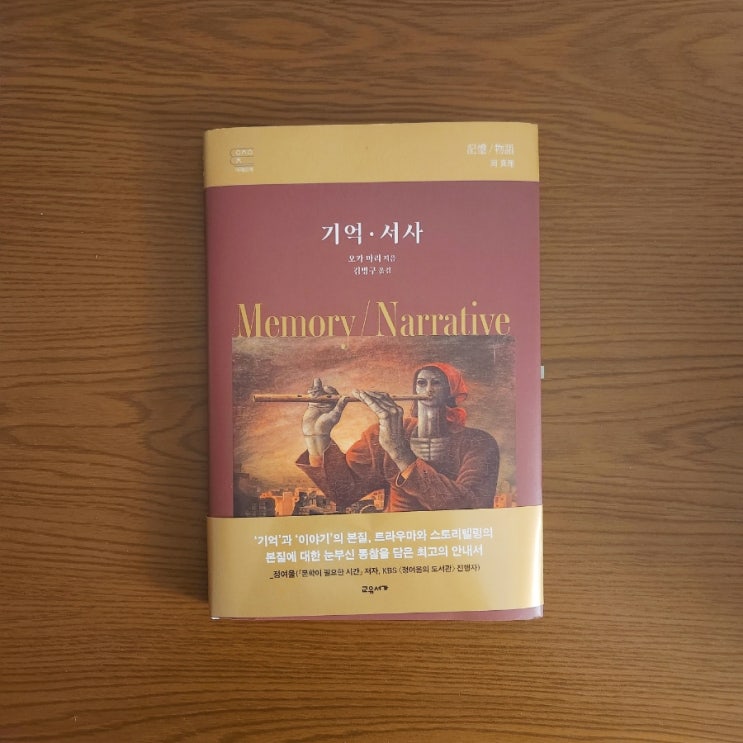 記憶/物語
岡 真理
기억·서사
오카 마리 지음
김병구 옮김
Memory/Narrative
'기억'과 '이야기'의 본질, 트라우마와 스토리텔링의
본질에 대한 눈부신 통찰을 담은 최고의 안내서
_정여울(『문학이 필요한 시간』 저자, KBS 〈정여울의 도서관〉 진행자)
교유서가